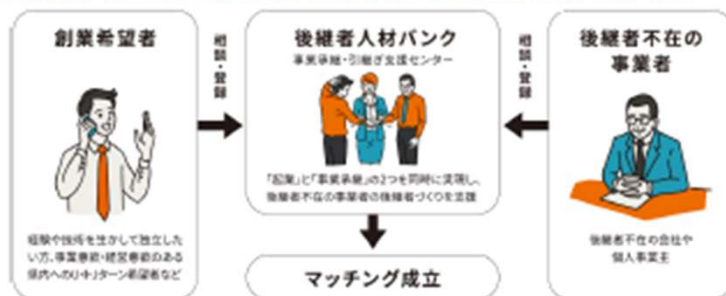 創業希望者
相談・登録
後継者人材バンク
事業承継・引継ぎ支援センター
相談・登録
後継者不在の
事業者
「起業」と「事業承継」の2つを同時に実現し、
後継者不在の事業者の後継者づくりを支援
経験や技術を生かして独立した
い方、事業意欲・経営意欲のある
県内へのU・I・Jターン希望者など
後継者不在の会社や
個人事業主
マッチング成立